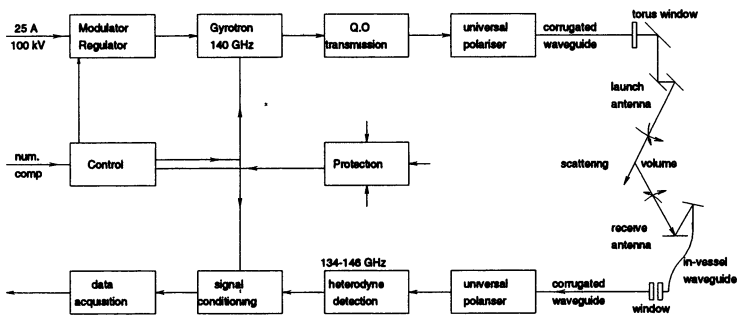 torus window
25 A
100 kV
Modulator
Regulator
Gyrotron
140 GHz
Q.O
transmission
universal
polariser
corrugated
waveguide
launch
antenna
num.
comp
Control
Protection
scattering volume
receive
antenna
in-vessel
waveguide
134-146 GHz
data
acquisition
signal
conditioning
heterodyne
detection
universal
polariser
corrugated
waveguide
window